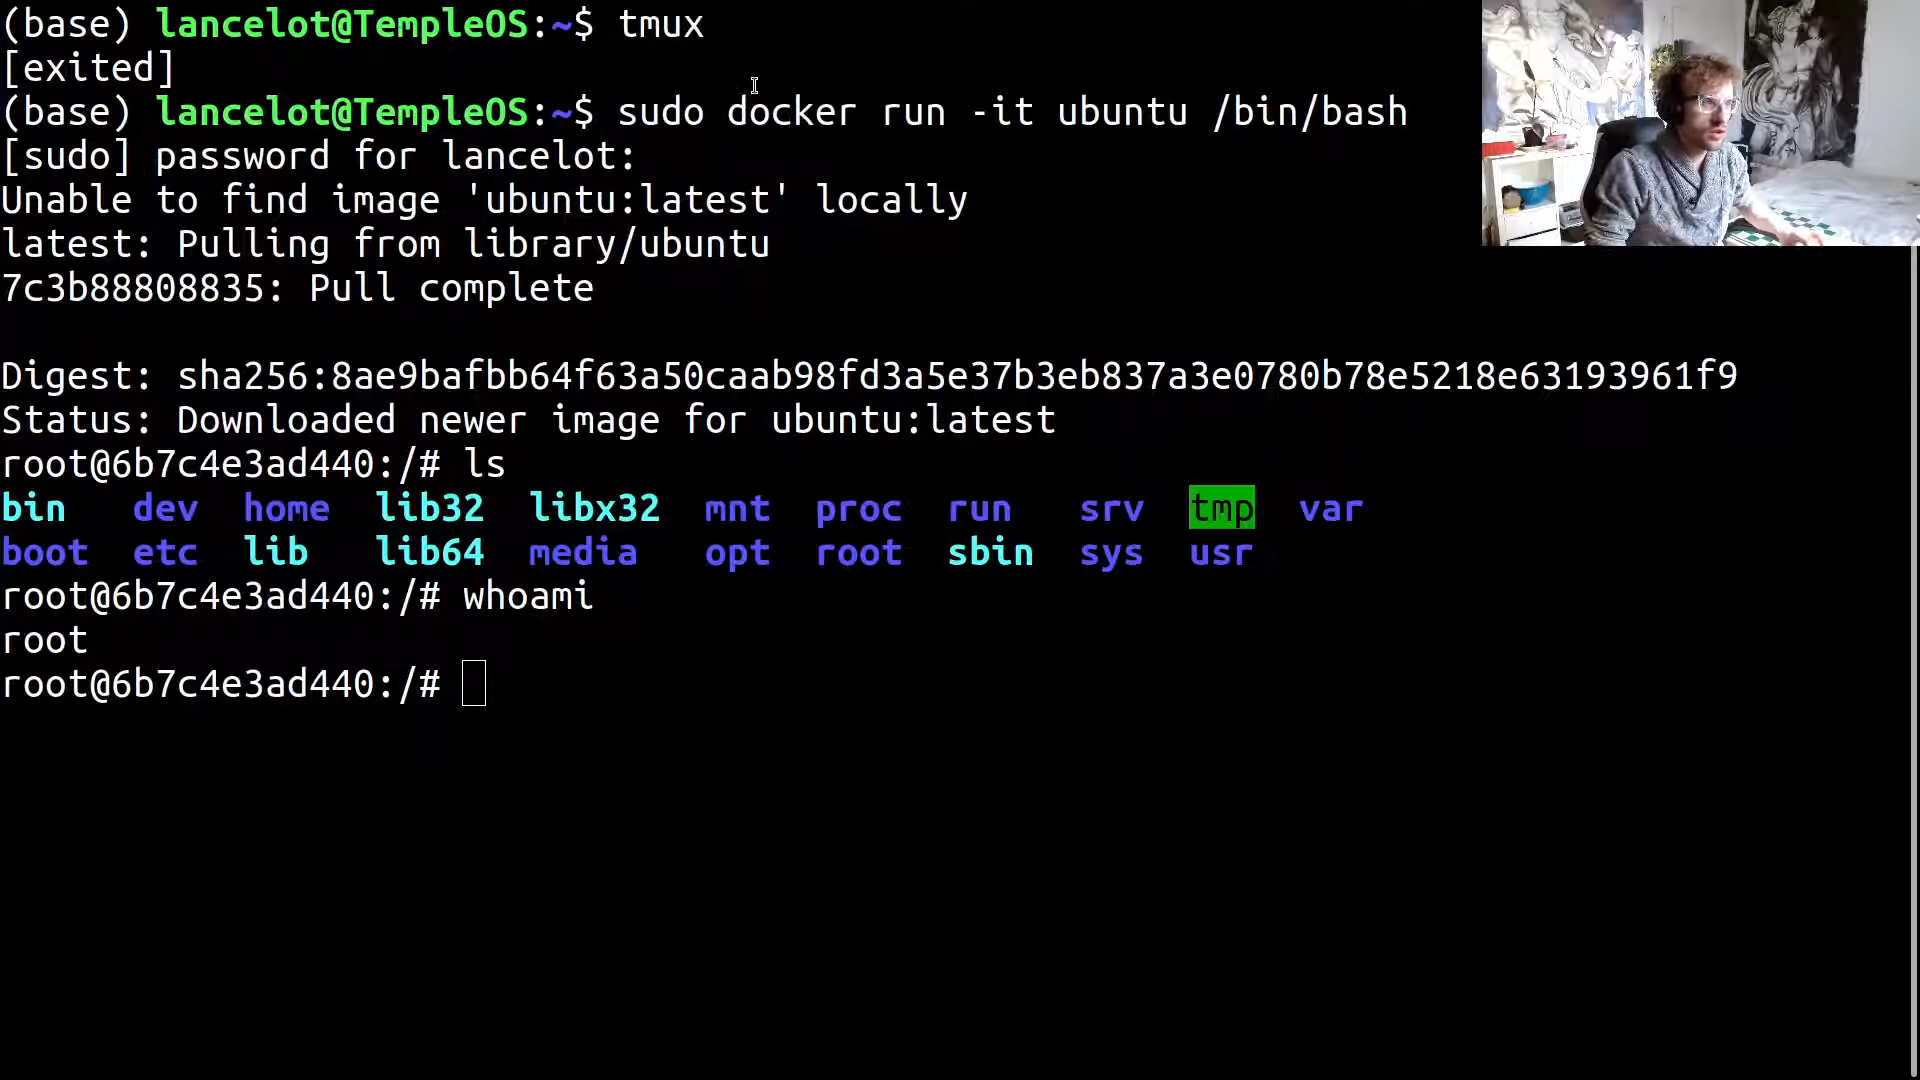 (base) lancelot@TempleOS:~$ tmux
[exited]
(base) lancelot@TempleOS:~$ sudo docker run -it ubuntu /bin/bash
[sudo] password for lancelot:
Unable to find image 'ubuntu:latest' locally
latest: Pulling from library/ubuntu
7c3b88808835: Pull complete
Digest: sha256:8ae9bafbb64f63a50caab98fd3a5e37b3eb837a3e0780b78e5218e63193961f9
Status: Downloaded newer image for ubuntu:latest
root@6b7c4e3ad440:/# ls
bin dev home lib32 libx32 mnt proc run srv tmp var
boot etc lib lib64 media opt root sbin sys usr
root@6b7c4e3ad440:/# whoami
root
root@6b7c4e3ad440:/#